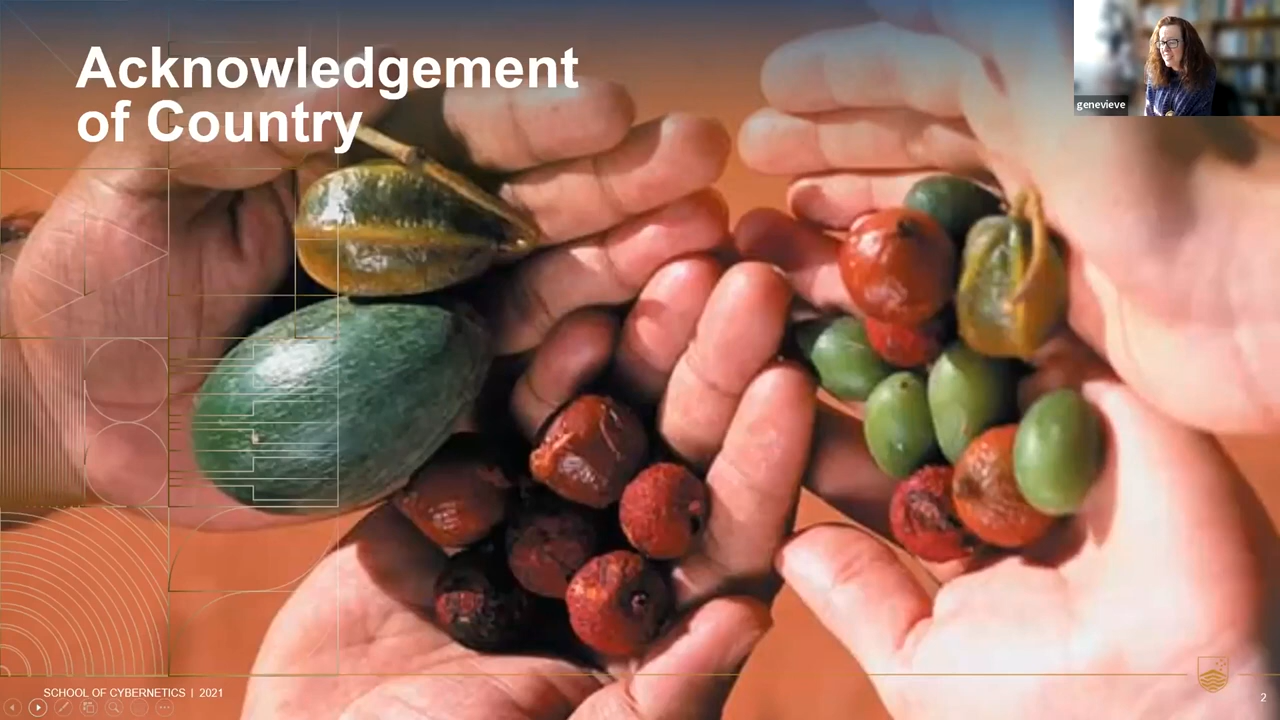 Acknowledgement
of Country
genevieve
SCHOOL OF CYBERNETICS | 2021
2